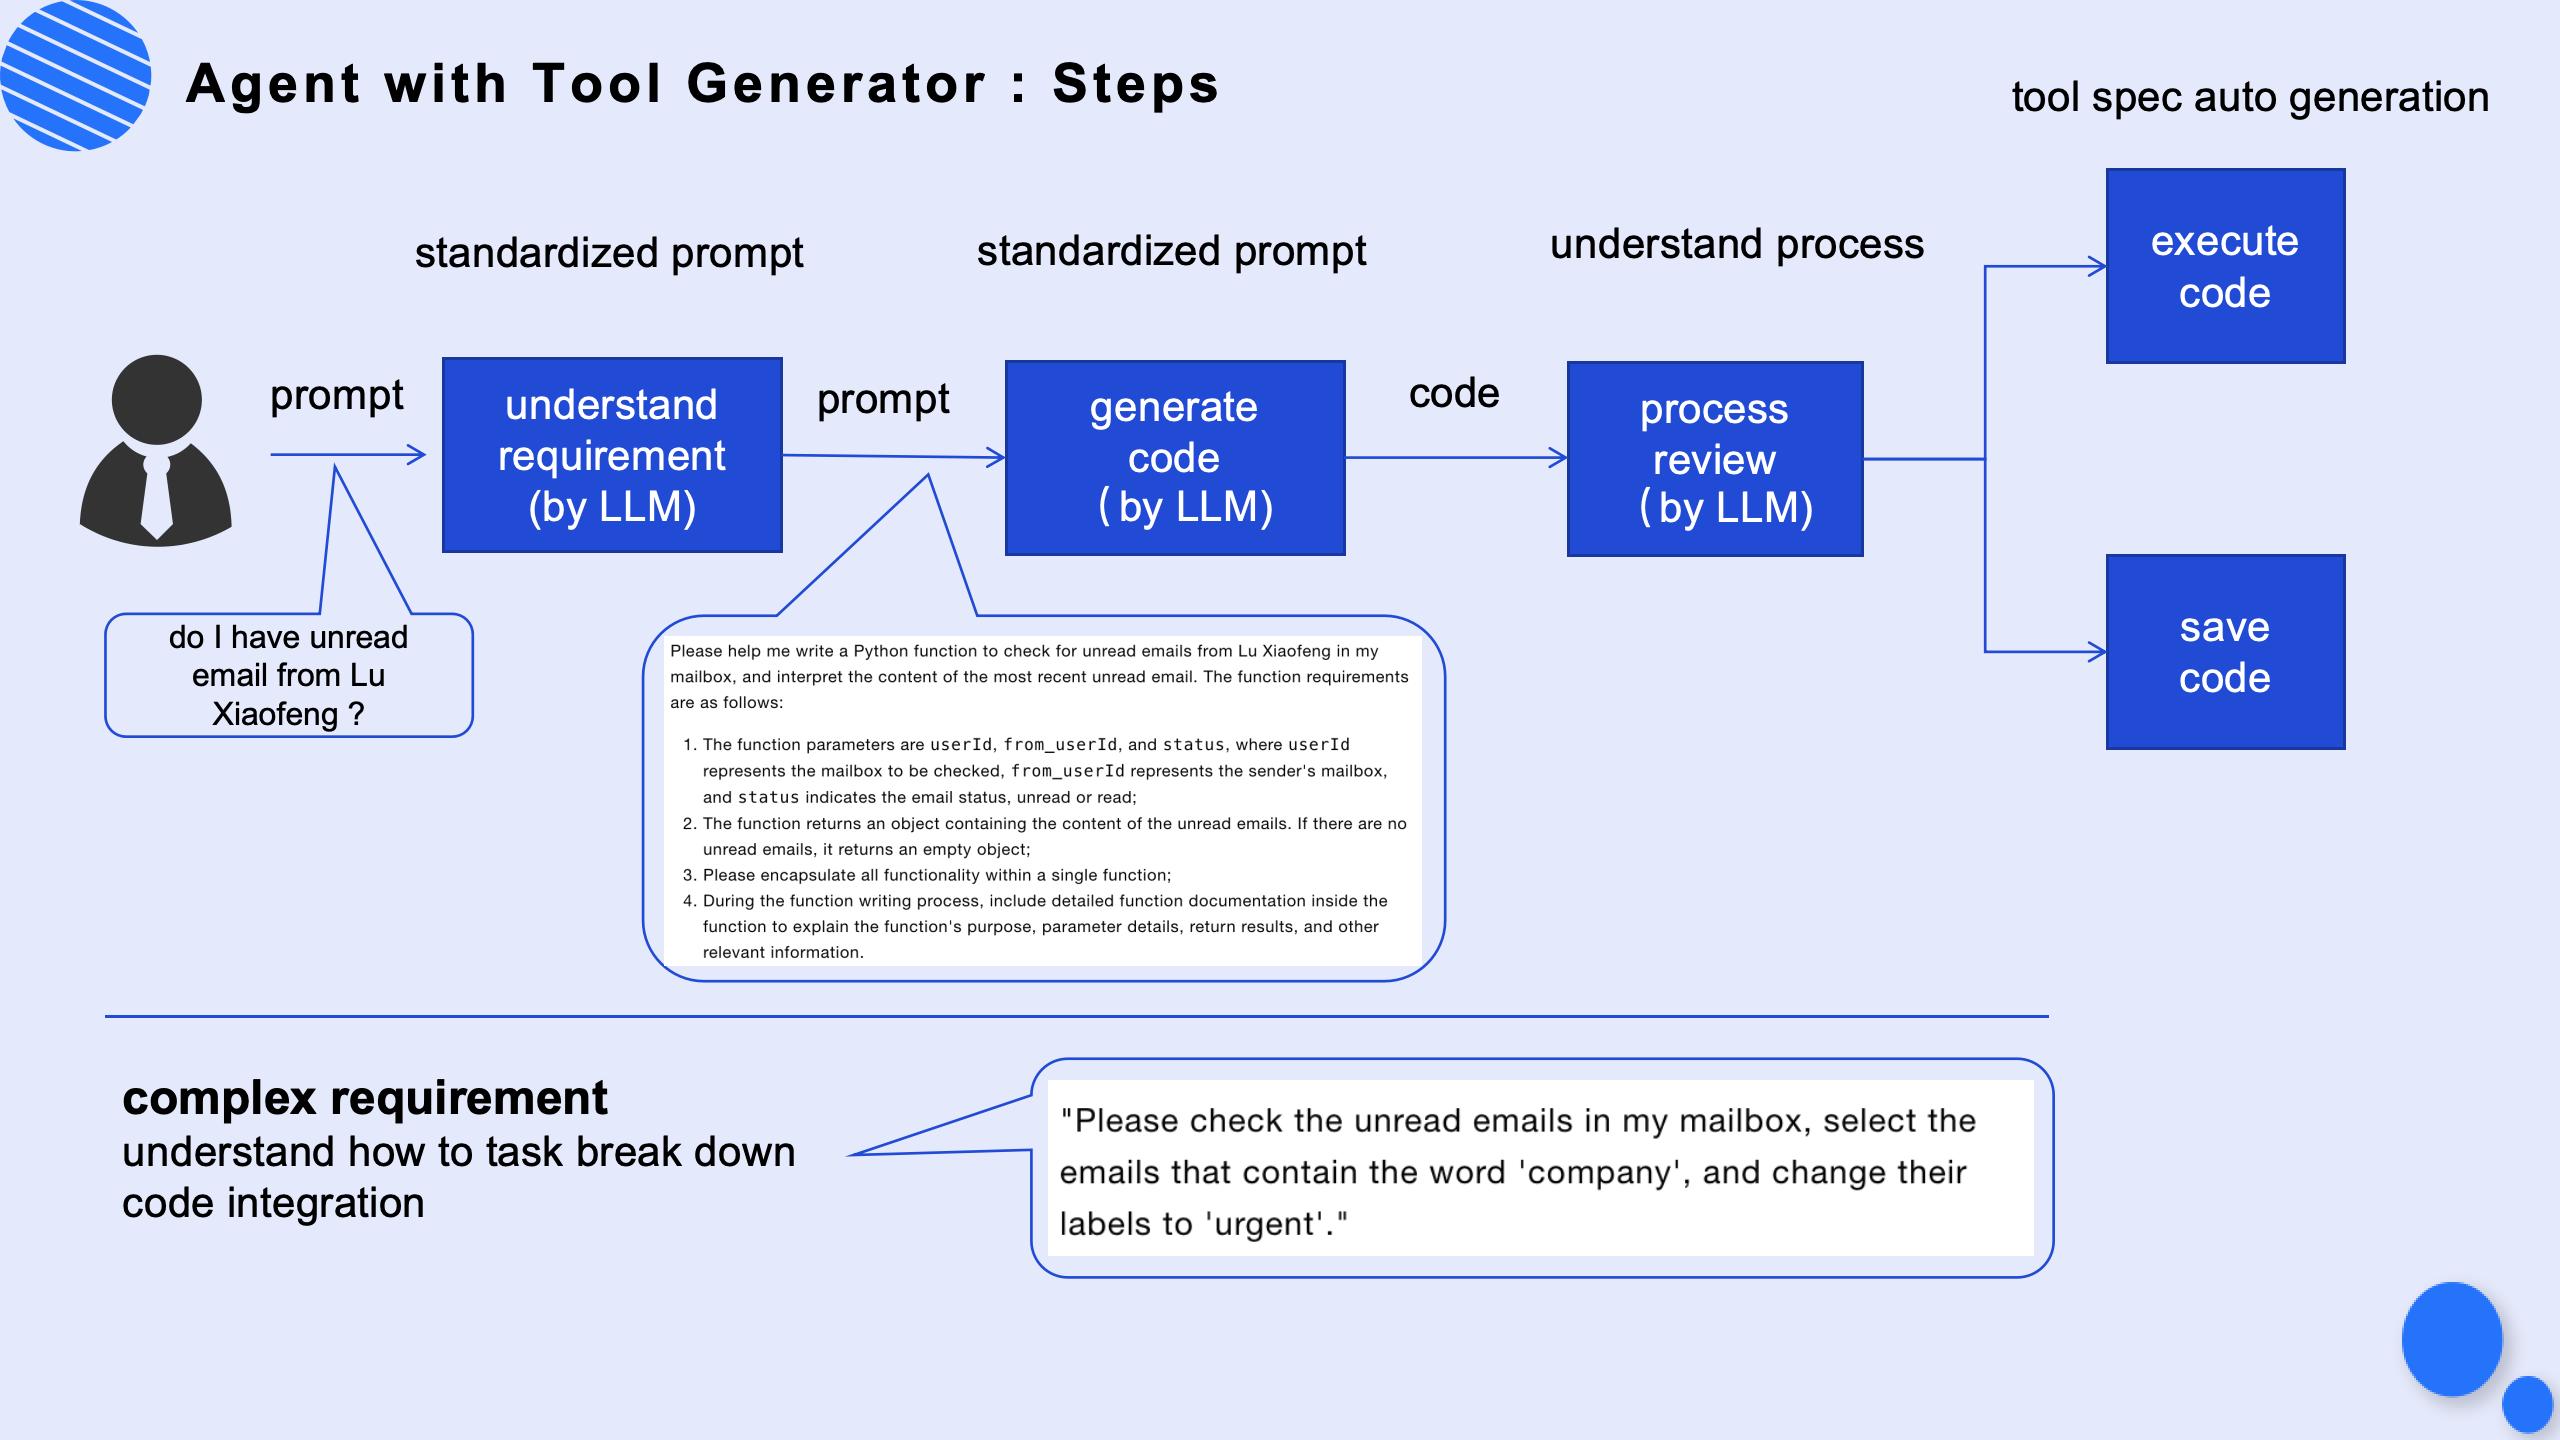 Agent with Tool Generator : Steps
tool spec auto generation
standardized prompt
standardized prompt
understand process
execute
code
prompt
understand
requirement
(by LLM)
prompt
generate
code
( by LLM)
code
process
review
( by LLM)
save
code
do I have unread
email from Lu
Xiaofeng ?
Please help me write a Python function to check for unread emails from Lu Xiaofeng in my
mailbox, and interpret the content of the most recent unread email. The function requirements
are as follows:
1. The function parameters are userId, from_userId, and status, where userId
represents the mailbox to be checked, from_userId represents the sender's mailbox,
and status indicates the email status, unread or read;
2. The function returns an object containing the content of the unread emails. If there are no
unread emails, it returns an empty object;
3. Please encapsulate all functionality within a single function;
4. During the function writing process, include detailed function documentation inside the
function to explain the function's purpose, parameter details, return results, and other
relevant information.
complex requirement
understand how to task break down
code integration
"Please check the unread emails in my mailbox, select the
emails that contain the word 'company', and change their
labels to 'urgent'."